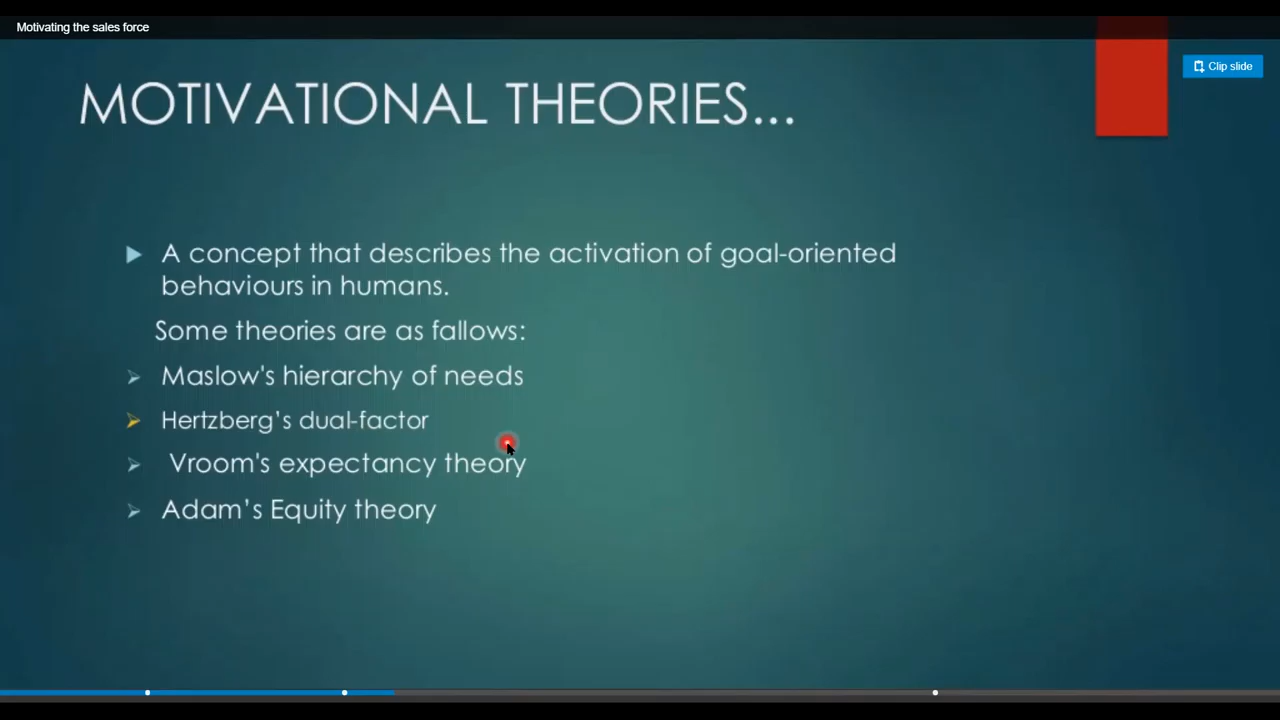 Motivating the sales force
Clip slide
MOTIVATIONAL THEORIES...
A concept that describes the activation of goal-oriented
behaviours in humans.
Some theories are as fallows:
Maslow's hierarchy of needs
Hertzberg’s dual-factor
Vroom's expectancy theory
Adam’s Equity theory